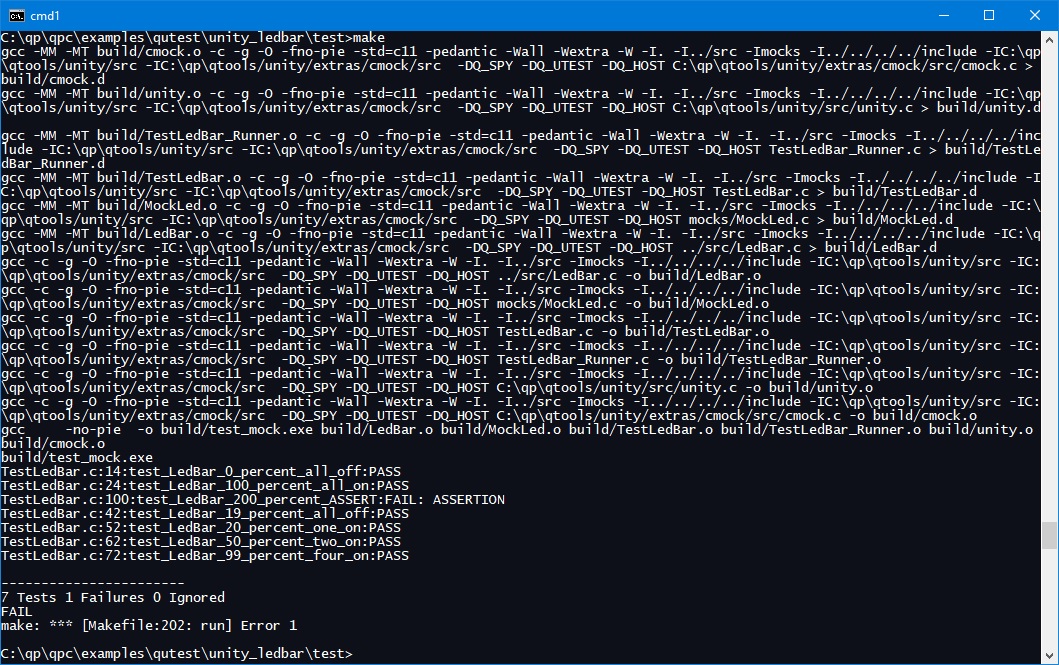 cmd1
C:\qp\qpc\examples\qutest\unity_ledbar\test>make
gcc -MM -MT build/cmock.o -c -g -O -fno-pie -std=c11 -pedantic -Wall -Wextra -W -I. -I../src -Imocks -I../../../../include -IC:\qp
\qtools/unity/src -IC:\qp\qtools/unity/extras/cmock/src  -DQ_SPY -DQ_UTEST -DQ_HOST C:\qp\qtools/unity/extras/cmock/src/cmock.c >
build/cmock.d
gcc -MM -MT build/unity.o -c -g -O -fno-pie -std=c11 -pedantic -Wall -Wextra -W -I. -I../src -Imocks -I../../../../include -IC:\qp
\qtools/unity/src -IC:\qp\qtools/unity/extras/cmock/src  -DQ_SPY -DQ_UTEST -DQ_HOST C:\qp\qtools/unity/src/unity.c > build/unity.d
gcc -MM -MT build/TestLedBar_Runner.o -c -g -O -fno-pie -std=c11 -pedantic -Wall -Wextra -W -I. -I../src -Imocks -I../../../../inc
lude -IC:\qp\qtools/unity/src -IC:\qp\qtools/unity/extras/cmock/src  -DQ_SPY -DQ_UTEST -DQ_HOST TestLedBar_Runner.c > build/TestLe
dBar_Runner.d
gcc -MM -MT build/TestLedBar.o -c -g -O -fno-pie -std=c11 -pedantic -Wall -Wextra -W -I. -I../src -Imocks -I../../../../include -I
C:\qp\qtools/unity/src -IC:\qp\qtools/unity/extras/cmock/src  -DQ_SPY -DQ_UTEST -DQ_HOST TestLedBar.c > build/TestLedBar.d
gcc -MM -MT build/MockLed.o -c -g -O -fno-pie -std=c11 -pedantic -Wall -Wextra -W -I. -I../src -Imocks -I../../../../include -IC:\
qp\qtools/unity/src -IC:\qp\qtools/unity/extras/cmock/src  -DQ_SPY -DQ_UTEST -DQ_HOST mocks/MockLed.c > build/MockLed.d
gcc -MM -MT build/LedBar.o -c -g -O -fno-pie -std=c11 -pedantic -Wall -Wextra -W -I. -I../src -Imocks -I../../../../include -IC:\q
p\qtools/unity/src -IC:\qp\qtools/unity/extras/cmock/src  -DQ_SPY -DQ_UTEST -DQ_HOST ../src/LedBar.c > build/LedBar.d
gcc -c -g -O -fno-pie -std=c11 -pedantic -Wall -Wextra -W -I. -I../src -Imocks -I../../../../include -IC:\qp\qtools/unity/src -IC:
\qp\qtools/unity/extras/cmock/src  -DQ_SPY -DQ_UTEST -DQ_HOST ../src/LedBar.c -o build/LedBar.o
gcc -c -g -O -fno-pie -std=c11 -pedantic -Wall -Wextra -W -I. -I../src -Imocks -I../../../../include -IC:\qp\qtools/unity/src -IC:
\qp\qtools/unity/extras/cmock/src  -DQ_SPY -DQ_UTEST -DQ_HOST mocks/MockLed.c -o build/MockLed.o
gcc -c -g -O -fno-pie -std=c11 -pedantic -Wall -Wextra -W -I. -I../src -Imocks -I../../../../include -IC:\qp\qtools/unity/src -IC:
\qp\qtools/unity/extras/cmock/src  -DQ_SPY -DQ_UTEST -DQ_HOST TestLedBar.c -o build/TestLedBar.o
gcc -c -g -O -fno-pie -std=c11 -pedantic -Wall -Wextra -W -I. -I../src -Imocks -I../../../../include -IC:\qp\qtools/unity/src -IC:
\qp\qtools/unity/extras/cmock/src  -DQ_SPY -DQ_UTEST -DQ_HOST TestLedBar_Runner.c -o build/TestLedBar_Runner.o
gcc -c -g -O -fno-pie -std=c11 -pedantic -Wall -Wextra -W -I. -I../src -Imocks -I../../../../include -IC:\qp\qtools/unity/src -IC:
\qp\qtools/unity/extras/cmock/src  -DQ_SPY -DQ_UTEST -DQ_HOST C:\qp\qtools/unity/src/unity.c -o build/unity.o
gcc -c -g -O -fno-pie -std=c11 -pedantic -Wall -Wextra -W -I. -I../src -Imocks -I../../../../include -IC:\qp\qtools/unity/src -IC:
\qp\qtools/unity/extras/cmock/src  -DQ_SPY -DQ_UTEST -DQ_HOST C:\qp\qtools/unity/extras/cmock/src/cmock.c -o build/cmock.o
gcc     -no-pie  -o build/test_mock.exe build/LedBar.o build/MockLed.o build/TestLedBar.o build/TestLedBar_Runner.o build/unity.o
build/cmock.o
build/test_mock.exe
TestLedBar.c:14:test_LedBar_0_percent_all_off:PASS
TestLedBar.c:24:test_LedBar_100_percent_all_on:PASS
TestLedBar.c:100:test_LedBar_200_percent_ASSERT:FAIL: ASSERTION
TestLedBar.c:42:test_LedBar_19_percent_all_off:PASS
TestLedBar.c:52:test_LedBar_20_percent_one_on:PASS
TestLedBar.c:62:test_LedBar_50_percent_two_on:PASS
TestLedBar.c:72:test_LedBar_99_percent_four_on:PASS
-----------------------
7 Tests 1 Failures 0 Ignored
FAIL
make: *** [Makefile:202: run] Error 1
C:\qp\qpc\examples\qutest\unity_ledbar\test>